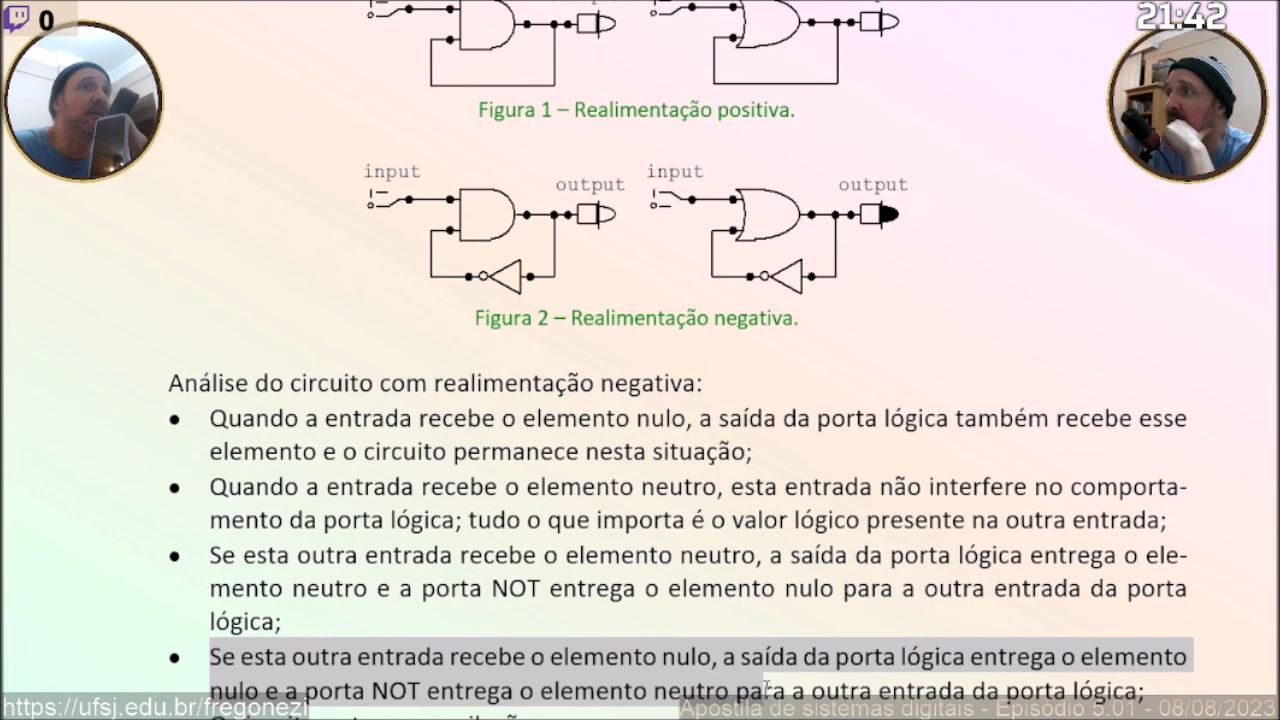 0
21:42
Figura 1 – Realimentação positiva.
input
output
input
output
Figura 2 – Realimentação negativa.
Análise do circuito com realimentação negativa:
• Quando a entrada recebe o elemento nulo, a saída da porta lógica também recebe esse
elemento e o circuito permanece nesta situação;
• Quando a entrada recebe o elemento neutro, esta entrada não interfere no comporta-
mento da porta lógica; tudo o que importa é o valor lógico presente na outra entrada;
• Se esta outra entrada recebe o elemento neutro, a saída da porta lógica entrega o ele-
mento neutro e a porta NOT entrega o elemento nulo para a outra entrada da porta
lógica;
• Se esta outra entrada recebe o elemento nulo, a saída da porta lógica entrega o elemento
nulo e a porta NOT entrega o elemento neutro para a outra entrada da porta lógica;
https://ufsj.edu.br/fregonezi
Apostila de sistemas digitais - Episódio 5.01 - 08/08/2023